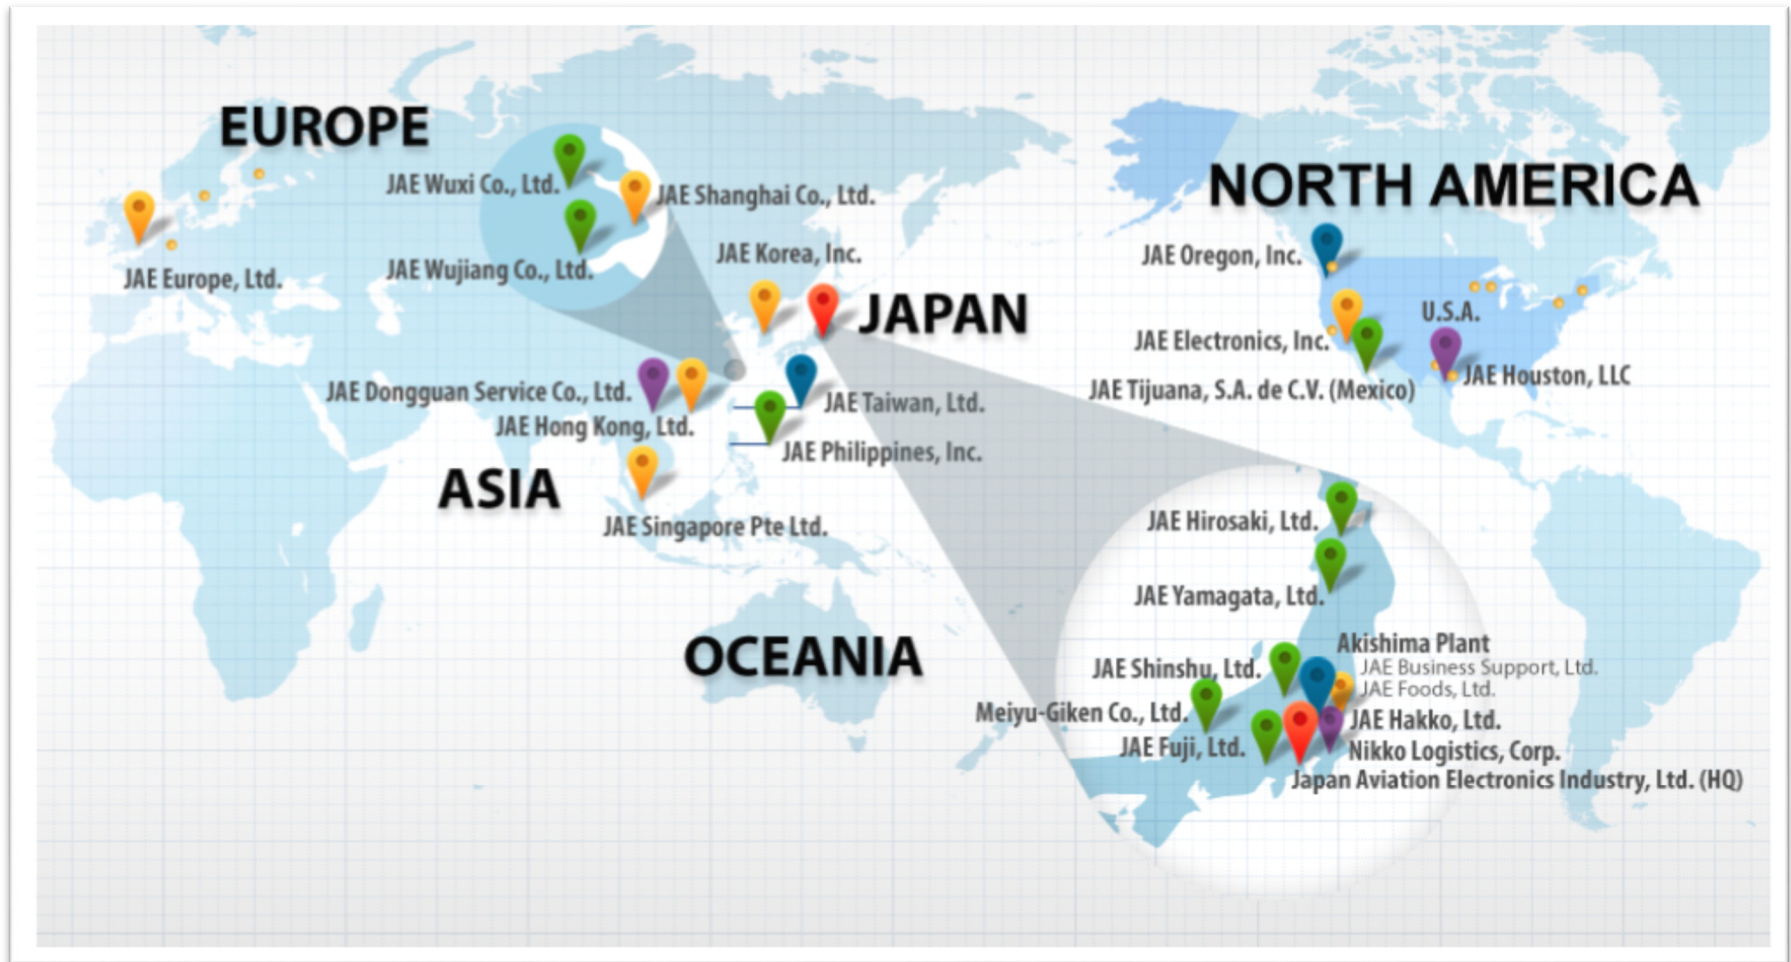 EUROPE
JAE Wuxi Co., Ltd.
JAE Shanghai Co., Ltd.
JAE Wujiang Co., Ltd.
JAE Europe, Ltd.
JAE Korea, Inc.
JAPAN
JAE Dongguan Service Co., Ltd.
JAE Hong Kong, Ltd.
JAE Taiwan, Ltd.
JAE Philippines, Inc.
ASIA
JAE Singapore Pte Ltd.
OCEANIA
NORTH AMERICA
JAE Oregon, Inc.
U.S.A.
JAE Electronics, Inc.
JAE Houston, LLC
JAE Tijuana, S.A. de C.V. (Mexico)
JAE Hirosaki, Ltd.
JAE Yamagata, Ltd.
Akishima Plant
JAE Shinshu, Ltd.
JAE Business Support, Ltd.
JAE Foods, Ltd.
Meiyu-Giken Co., Ltd.
JAE Hakko, Ltd.
JAE Fuji, Ltd.
Nikko Logistics, Corp.
Japan Aviation Electronics Industry, Ltd. (HQ)